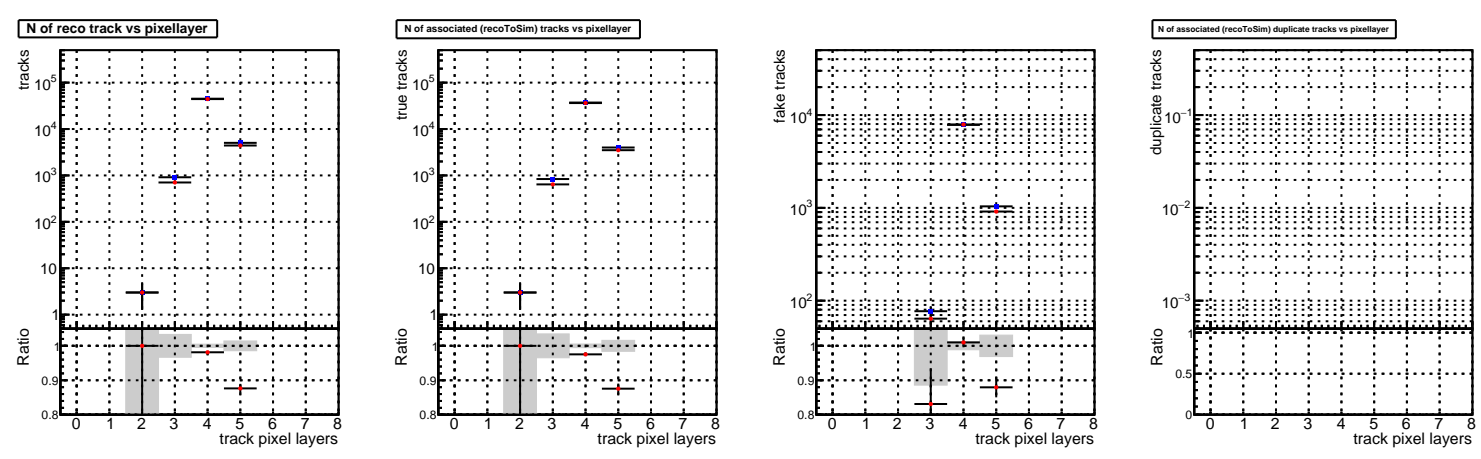 N of reco track vs pixellayer
tracks
10^5
10^4
10^3
10^2
10
1
Ratio
1
0.9
0.8
0 1 2 3 4 5 6 7 8
track pixel layers
N of associated (recoToSim) tracks vs pixellayer
true tracks
10^5
10^4
10^3
10^2
10
1
Ratio
1
0.9
0.8
0 1 2 3 4 5 6 7 8
track pixel layers
fake tracks
10^4
10^3
10^2
Ratio
1
0.9
0.8
0 1 2 3 4 5 6 7 8
track pixel layers
N of associated (recoToSim) duplicate tracks vs pixellayer
duplicate tracks
10^−1
10^−2
10^−3
Ratio
1
0.5
0
0 1 2 3 4 5 6 7 8
track pixel layers